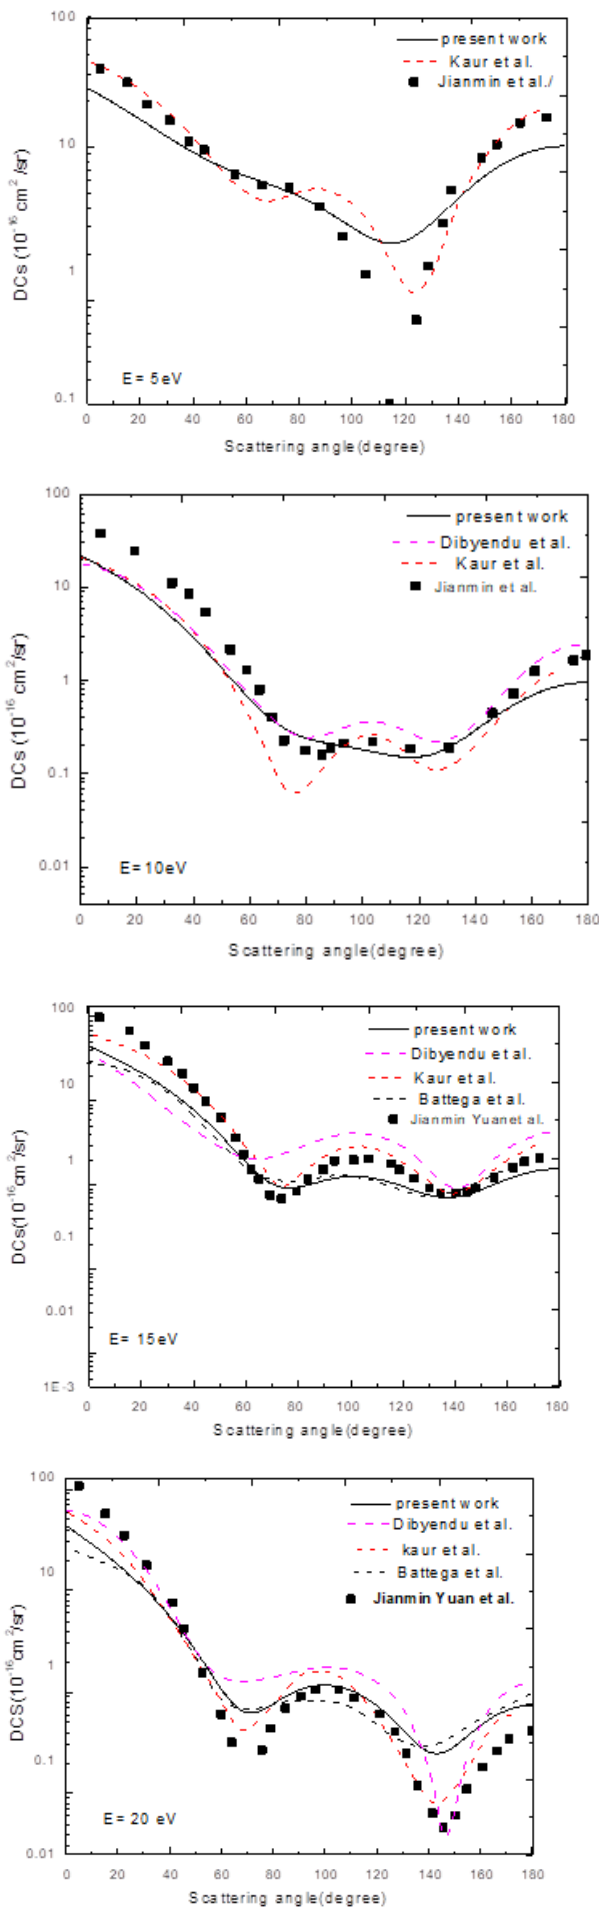 100
present work
Kaur et al.
Jianmin et al./
10
1
0.1
DCs (10⁻¹⁶ cm² /sr)
E= 5eV
0 20 40 60 80 100 120 140 160 180
Scattering angle(degree)
100
present work
Dibyendu et al.
Kaur et al.
Jianmin et al.
10
1
0.1
0.01
DCs (10⁻¹⁶ cm²/sr)
E=10eV
0 20 40 60 80 100 120 140 160 180
Scattering angle(degree)
100
present work
Dibyendu et al.
Kaur et al.
Battega et al.
Jianmin Yuanet al.
10
1
0.1
0.01
1E-3
DCs(10⁻¹⁶cm²/sr)
E= 15eV
0 20 40 60 80 100 120 140 160 180
Scattering angle(degree)
100
present work
Dibyendu et al.
kaur et al.
Battega et al.
Jianmin Yuan et al.
10
1
0.1
0.01
DCS(10⁻¹⁶cm²/sr)
E= 20 eV
0 20 40 60 80 100 120 140 160 180
Scattering angle(degree)